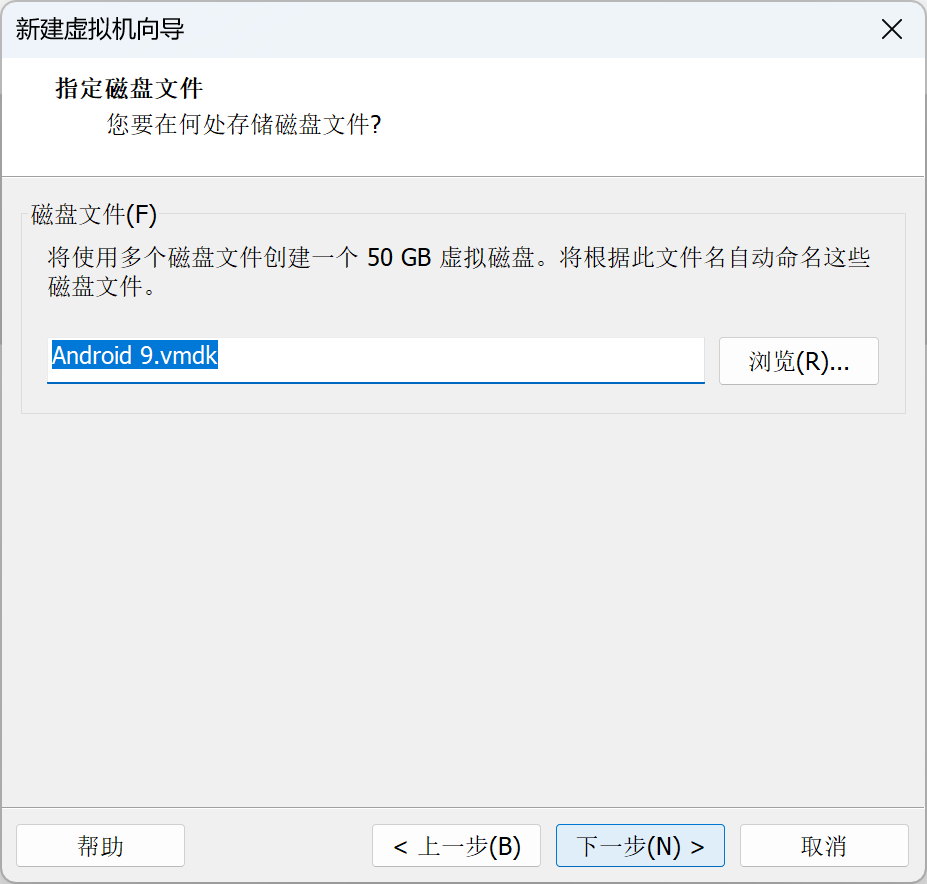 新建虚拟机向导
指定磁盘文件
您要在何处存储磁盘文件?
磁盘文件(F)
将使用多个磁盘文件创建一个 50 GB 虚拟磁盘。将根据此文件名自动命名这些
磁盘文件。
Android 9.vmdk
浏览(R)...
帮助
< 上一步(B)
下一步(N) >
取消